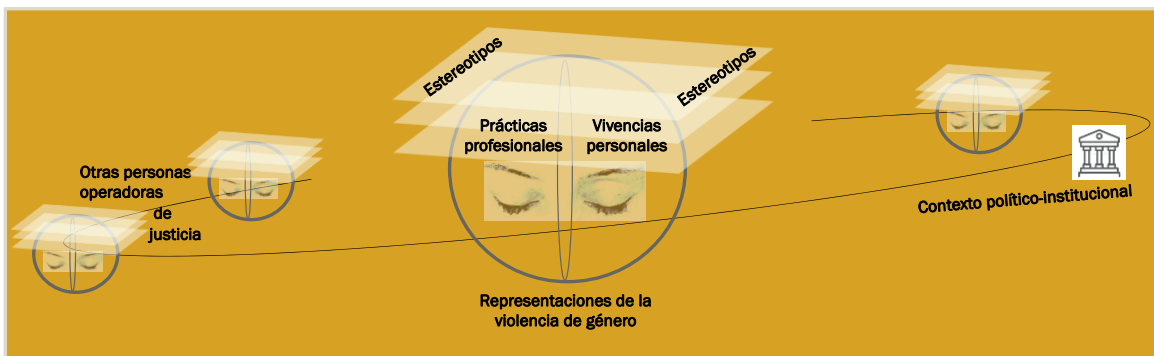 Estereotipos
Estereotipos
Prácticas
profesionales
Vivencias
personales
Otras personas
operadoras
de
justicia
Contexto político-institucional
Representaciones de la
violencia de género